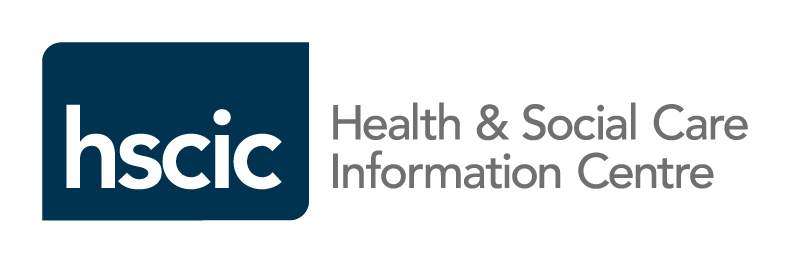 hscic
Health & Social Care
Information Centre